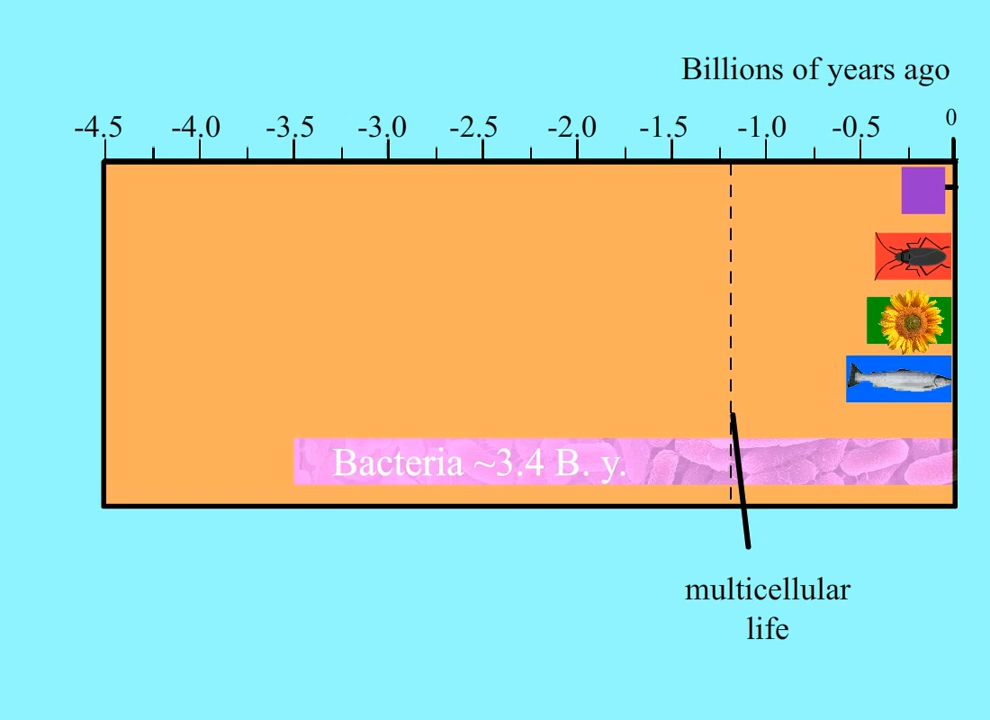 Billions of years ago
-4.5 -4.0 -3.5 -3.0 -2.5 -2.0 -1.5 -1.0 -0.5 0
Bacteria ~3.4 B. y.
multicellular
life